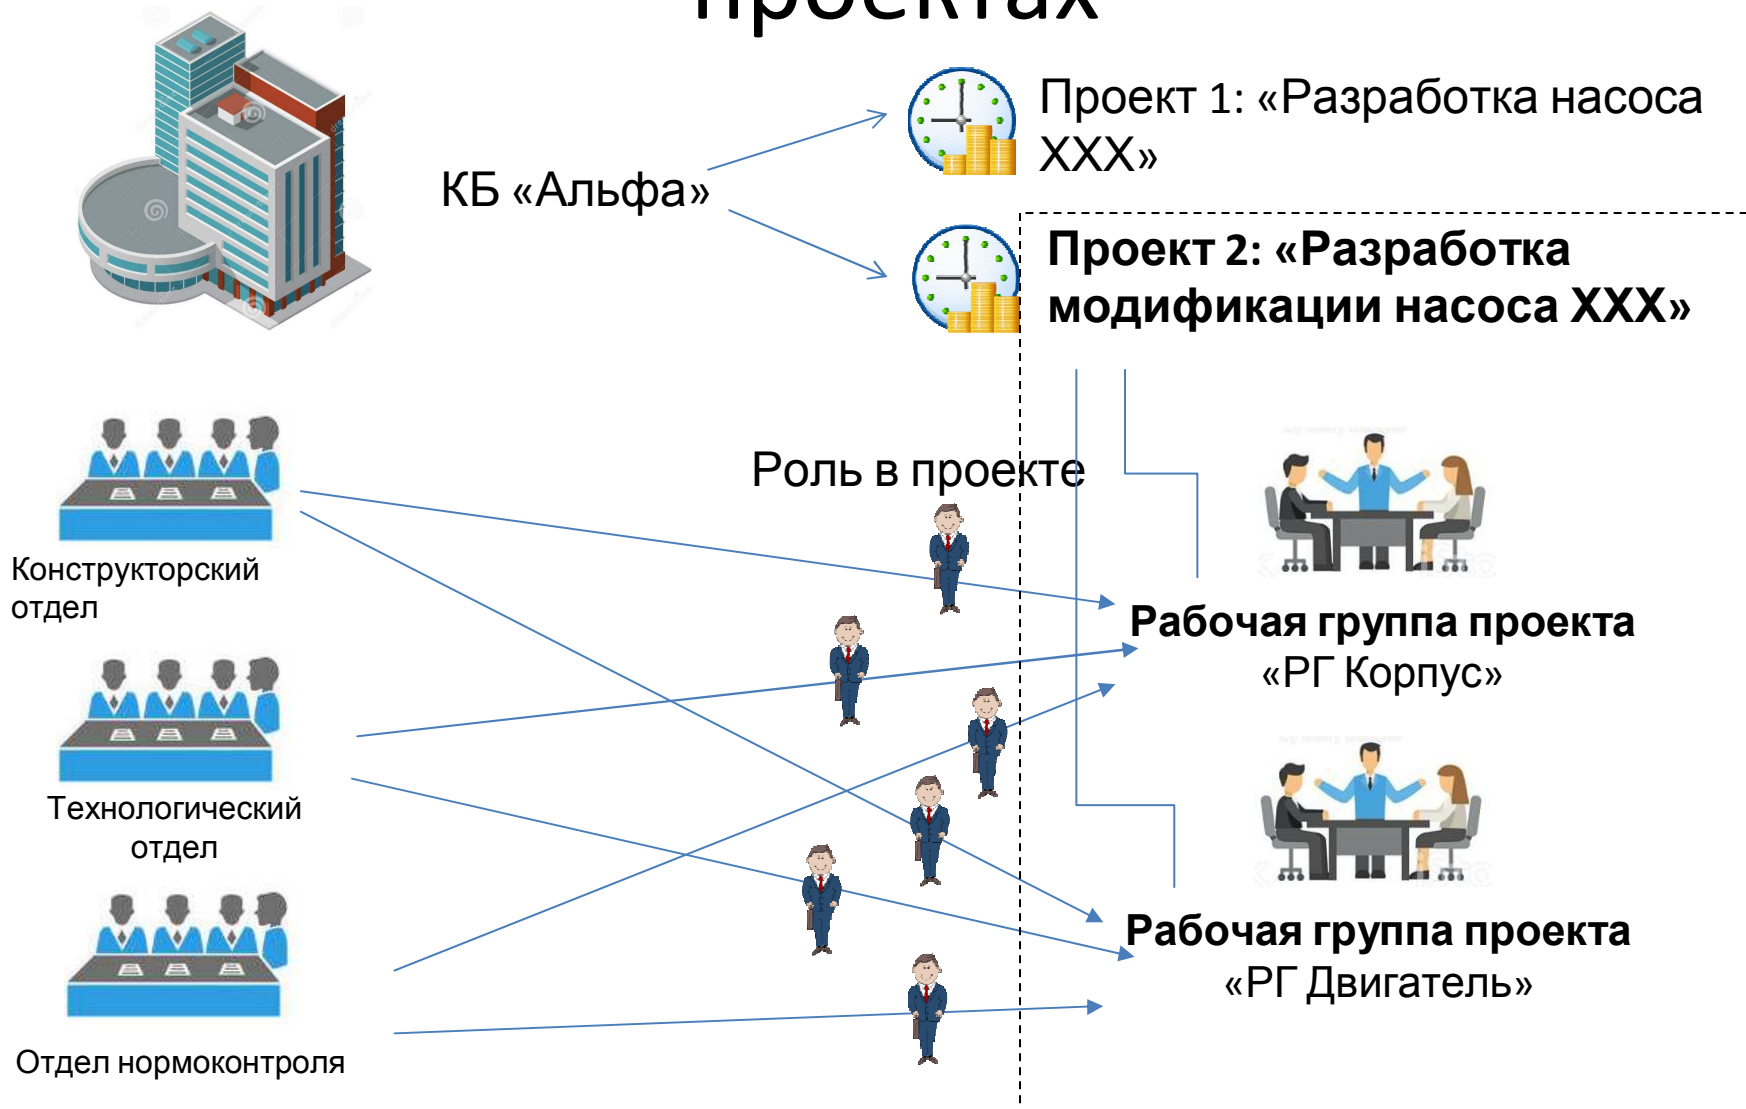 проектах
Проект 1: «Разработка насоса
ХХХ»
КБ «Альфа»
Проект 2: «Разработка
модификации насоса ХХХ»
Роль в проекте
Конструкторский
отдел
Рабочая группа проекта
«РГ Корпус»
Технологический
отдел
Рабочая группа проекта
«РГ Двигатель»
Отдел нормоконтроля